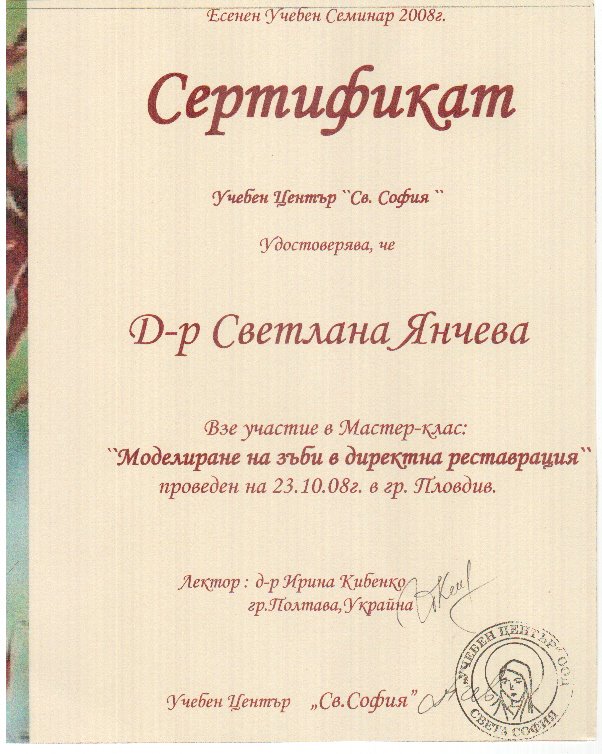 Есенен Учебен Семинар 2008г.
Сертификат
Учебен Център ``Св. София ``
Удостоверява, че
Д-р Светлана Янчева
Взе участие в Мастер-клас:
``Моделиране на зъби в директна реставрация``
проведен на 23.10.08г. в гр. Пловдив.
Лектор : д-р Ирина Кибенко
гр.Полтава,Украйна
Учебен Център „Св.София”
УЧЕБЕН ЦЕНТЪР ООД
СВЕТА СОФИЯ